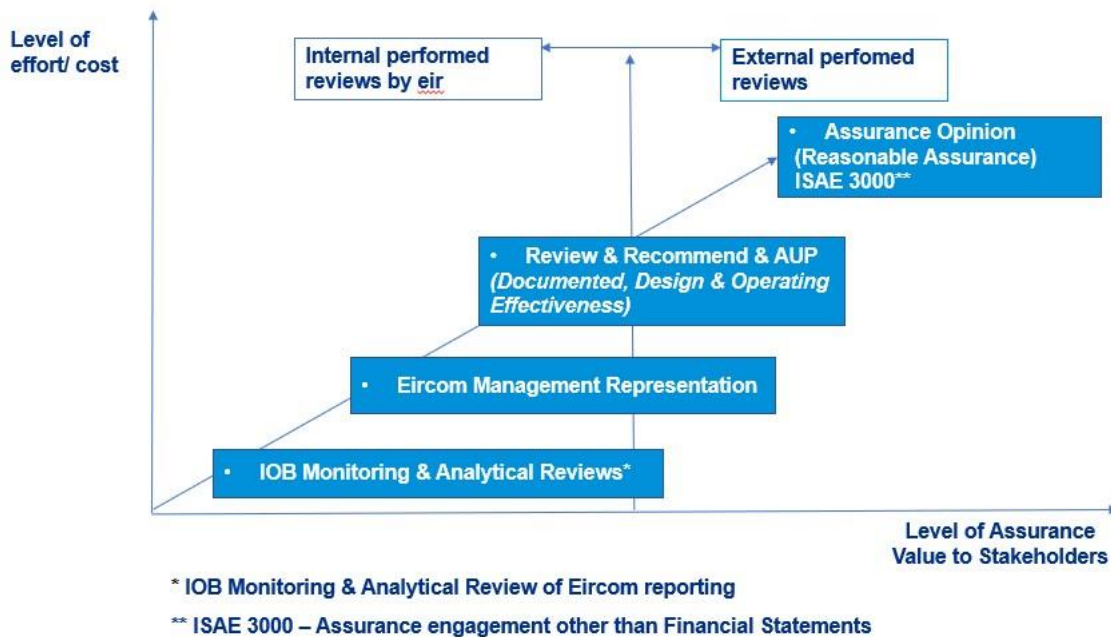 Level of
effort/ cost
Internal performed
reviews by eir
External perfomed
reviews
• Assurance Opinion
(Reasonable Assurance)
ISAE 3000**
• Review & Recommend & AUP
(Documented, Design & Operating
Effectiveness)
• Eircom Management Representation
• IOB Monitoring & Analytical Reviews*
Level of Assurance
Value to Stakeholders
* IOB Monitoring & Analytical Review of Eircom reporting
** ISAE 3000 – Assurance engagement other than Financial Statements